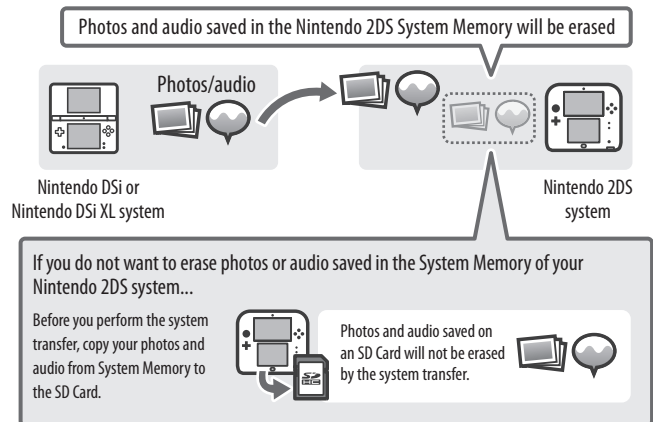 Photos and audio saved in the Nintendo 2DS System Memory will be erased
Photos/audio
Nintendo DSi or
Nintendo DSi XL system
Nintendo 2DS
system
If you do not want to erase photos or audio saved in the System Memory of your
Nintendo 2DS system...
Before you perform the system
transfer, copy your photos and
audio from System Memory to
the SD Card.
SD
HC
Photos and audio saved on
an SD Card will not be erased
by the system transfer.